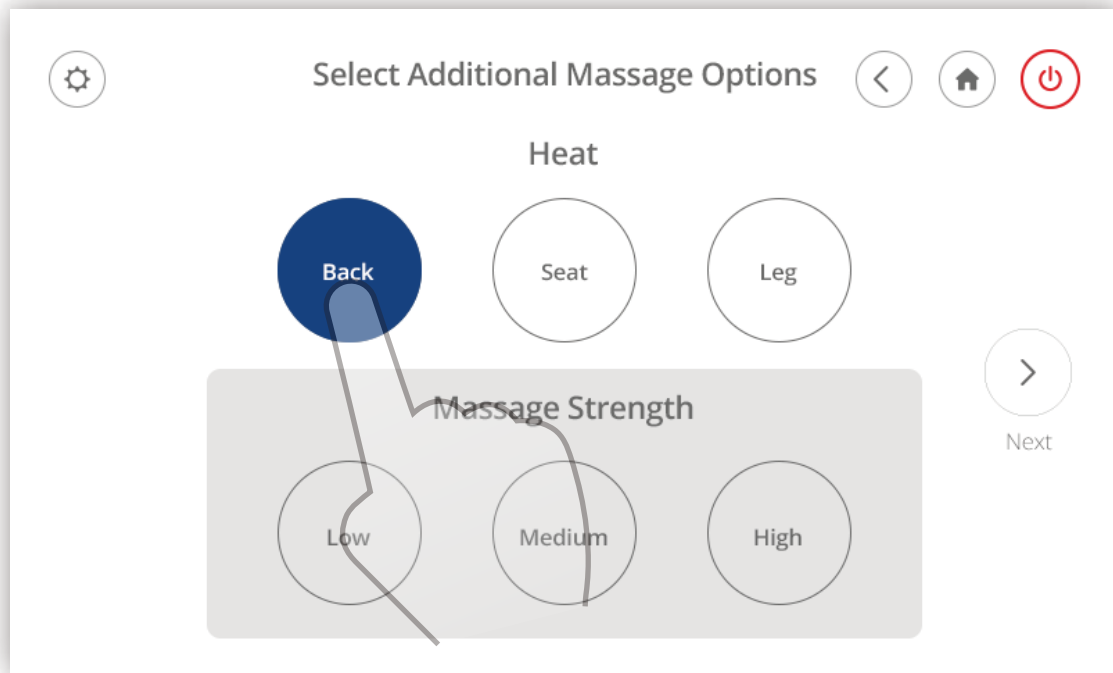 Select Additional Massage Options
Heat
Back Seat Leg
Massage Strength
Next
Low Medium High